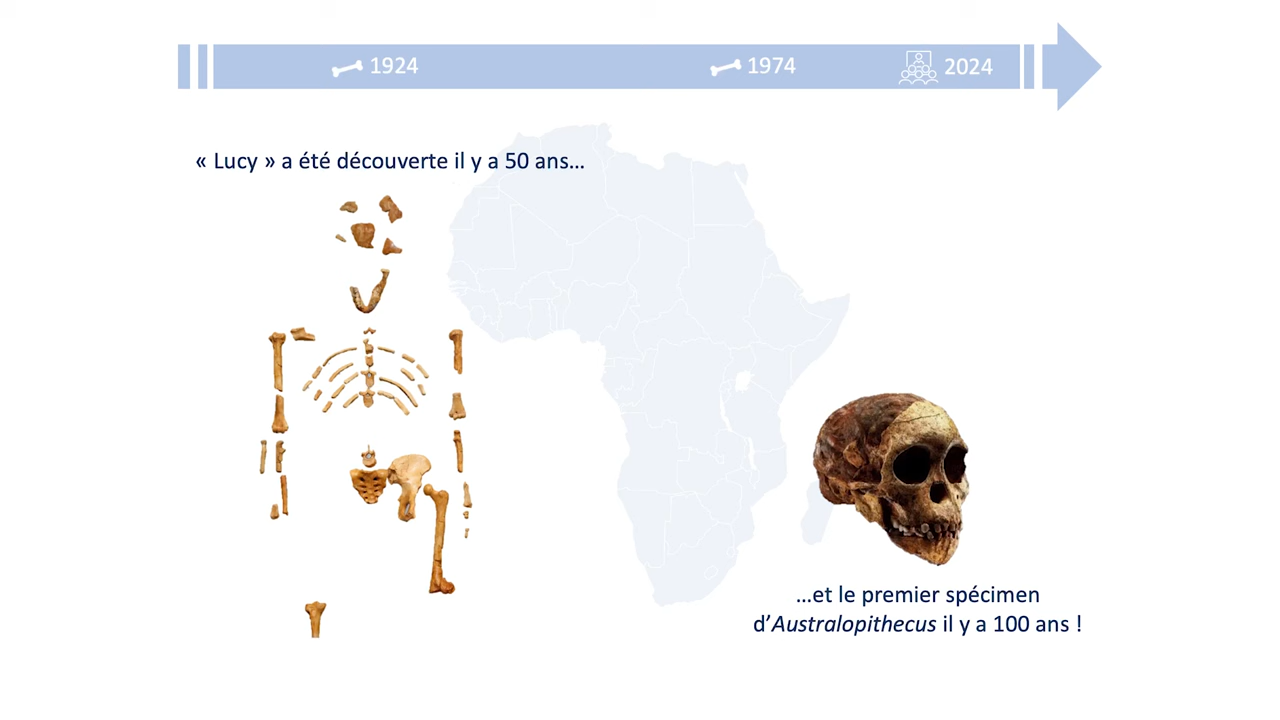 1924
1974
2024
« Lucy » a été découverte il y a 50 ans…
…et le premier spécimen
d’Australopithecus il y a 100 ans !